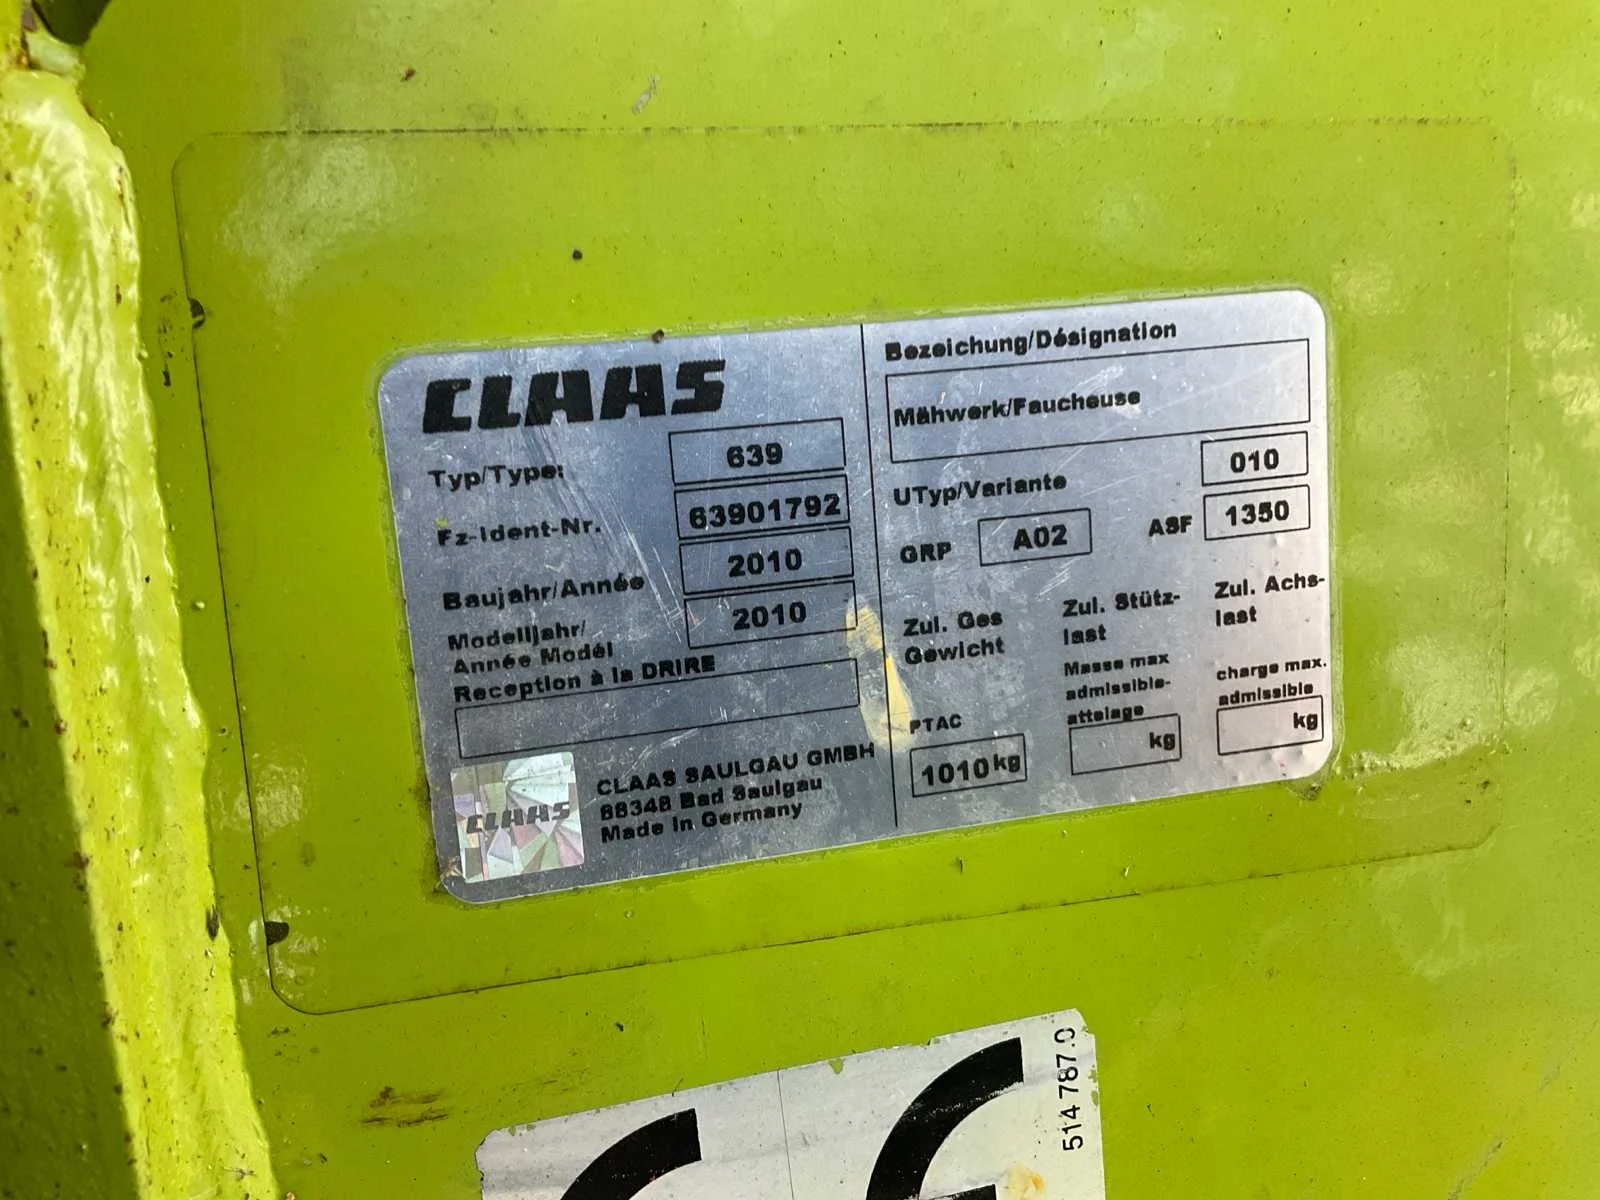 CLAAS
Typ/Type: 639
Fz-Ident-Nr. 63901792
Baujahr/Année 2010
Modelljahr/
Année Modél 2010
Reception à la DRIRE
CLAAS
CLAAS SAULGAU GMBH
88348 Bad Saulgau
Made In Germany
Bezeichung/Désignation
Mähwerk/Faucheuse
UTyp/Variante 010
GRP A02 ASF 1350
Zul. Ges
Gewicht
PTAC
1010kg
Zul. Stütz-
last
Masse max
admissible-
attelage
kg
Zul. Achs-
last
charge max.
admissible
kg
CE
514 787.0